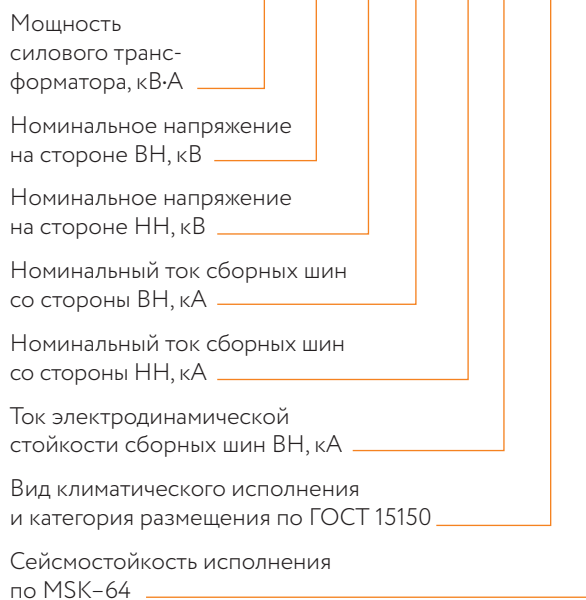 Мощность
силового транс-
форматора, кВ·А
Номинальное напряжение
на стороне ВН, кВ
Номинальное напряжение
на стороне НН, кВ
Номинальный ток сборных шин
со стороны ВН, кА
Номинальный ток сборных шин
со стороны НН, кА
Ток электродинамической
стойкости сборных шин ВН, кА
Вид климатического исполнения
и категория размещения по ГОСТ 15150
Сейсмостойкость исполнения
по MSK–64